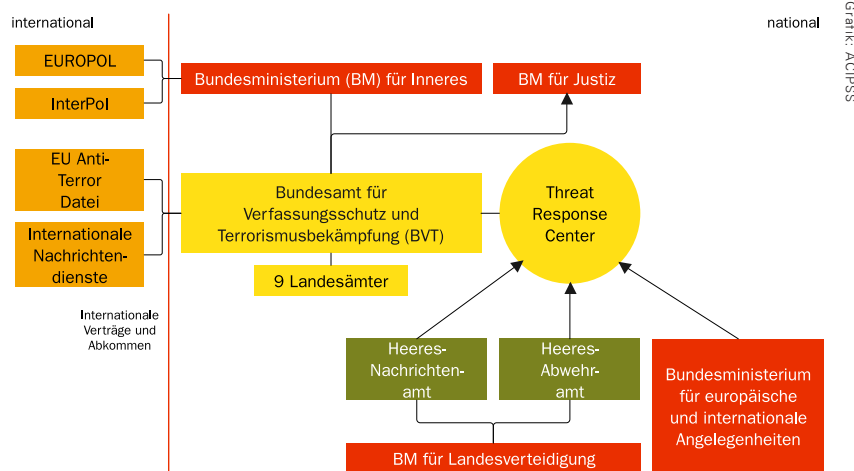 international
national
Grafik: ACIPSS
EUROPOL
InterPol
Bundesministerium (BM) für Inneres
BM für Justiz
EU Anti-
Terror
Datei
Internationale
Nachrichten-
dienste
Bundesamt für
Verfassungsschutz und
Terrorismusbekämpfung (BVT)
Threat
Response
Center
9 Landesämter
Internationale
Verträge und
Abkommen
Heeres-
Nachrichten-
amt
Heeres-
Abwehr-
amt
Bundesministerium
für europäische
und internationale
Angelegenheiten
BM für Landesverteidigung